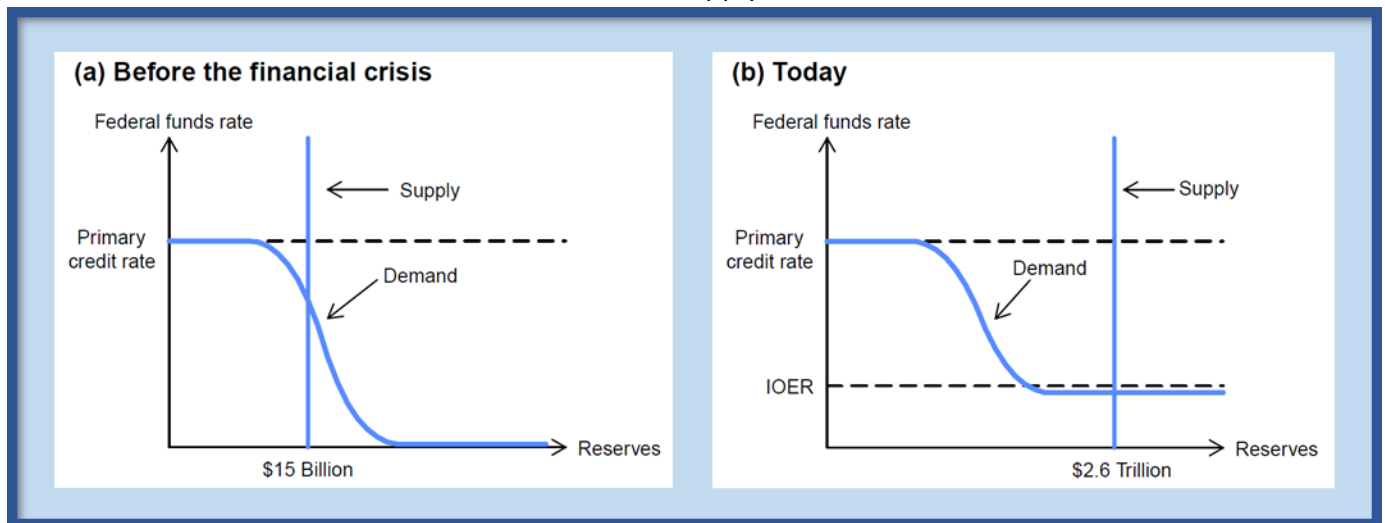 (a) Before the financial crisis
Federal funds rate
Supply
Primary
credit rate
Demand
Reserves
$15 Billion
(b) Today
Federal funds rate
Supply
Primary
credit rate
Demand
IOER
Reserves
$2.6 Trillion